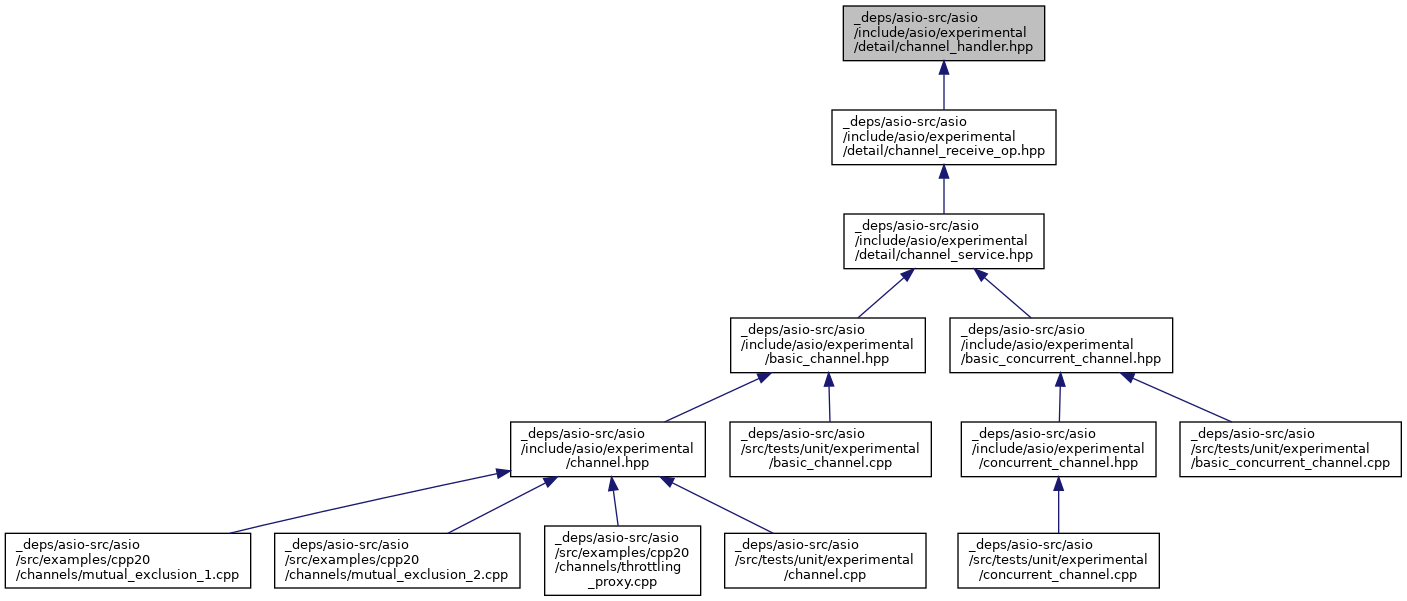 _deps/asio-src/asio
/include/asio/experimental
/detail/channel_handler.hpp
_deps/asio-src/asio
/include/asio/experimental
/detail/channel_receive_op.hpp
_deps/asio-src/asio
/include/asio/experimental
/detail/channel_service.hpp
_deps/asio-src/asio
/include/asio/experimental
/basic_channel.hpp
_deps/asio-src/asio
/include/asio/experimental
/basic_concurrent_channel.hpp
_deps/asio-src/asio
/include/asio/experimental
/channel.hpp
_deps/asio-src/asio
/src/tests/unit/experimental
/basic_channel.cpp
_deps/asio-src/asio
/include/asio/experimental
/concurrent_channel.hpp
_deps/asio-src/asio
/src/tests/unit/experimental
/basic_concurrent_channel.cpp
_deps/asio-src/asio
/src/examples/cpp20
/channels/mutual_exclusion_1.cpp
_deps/asio-src/asio
/src/examples/cpp20
/channels/mutual_exclusion_2.cpp
_deps/asio-src/asio
/src/examples/cpp20
/channels/throttling
_proxy.cpp
_deps/asio-src/asio
/src/tests/unit/experimental
/channel.cpp
_deps/asio-src/asio
/src/tests/unit/experimental
/concurrent_channel.cpp